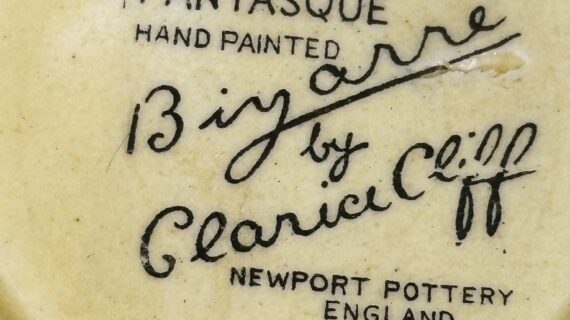 FANTASQUE
HAND PAINTED
Bizarre
by
Clarice Cliff
NEWPORT POTTERY
ENGLAND